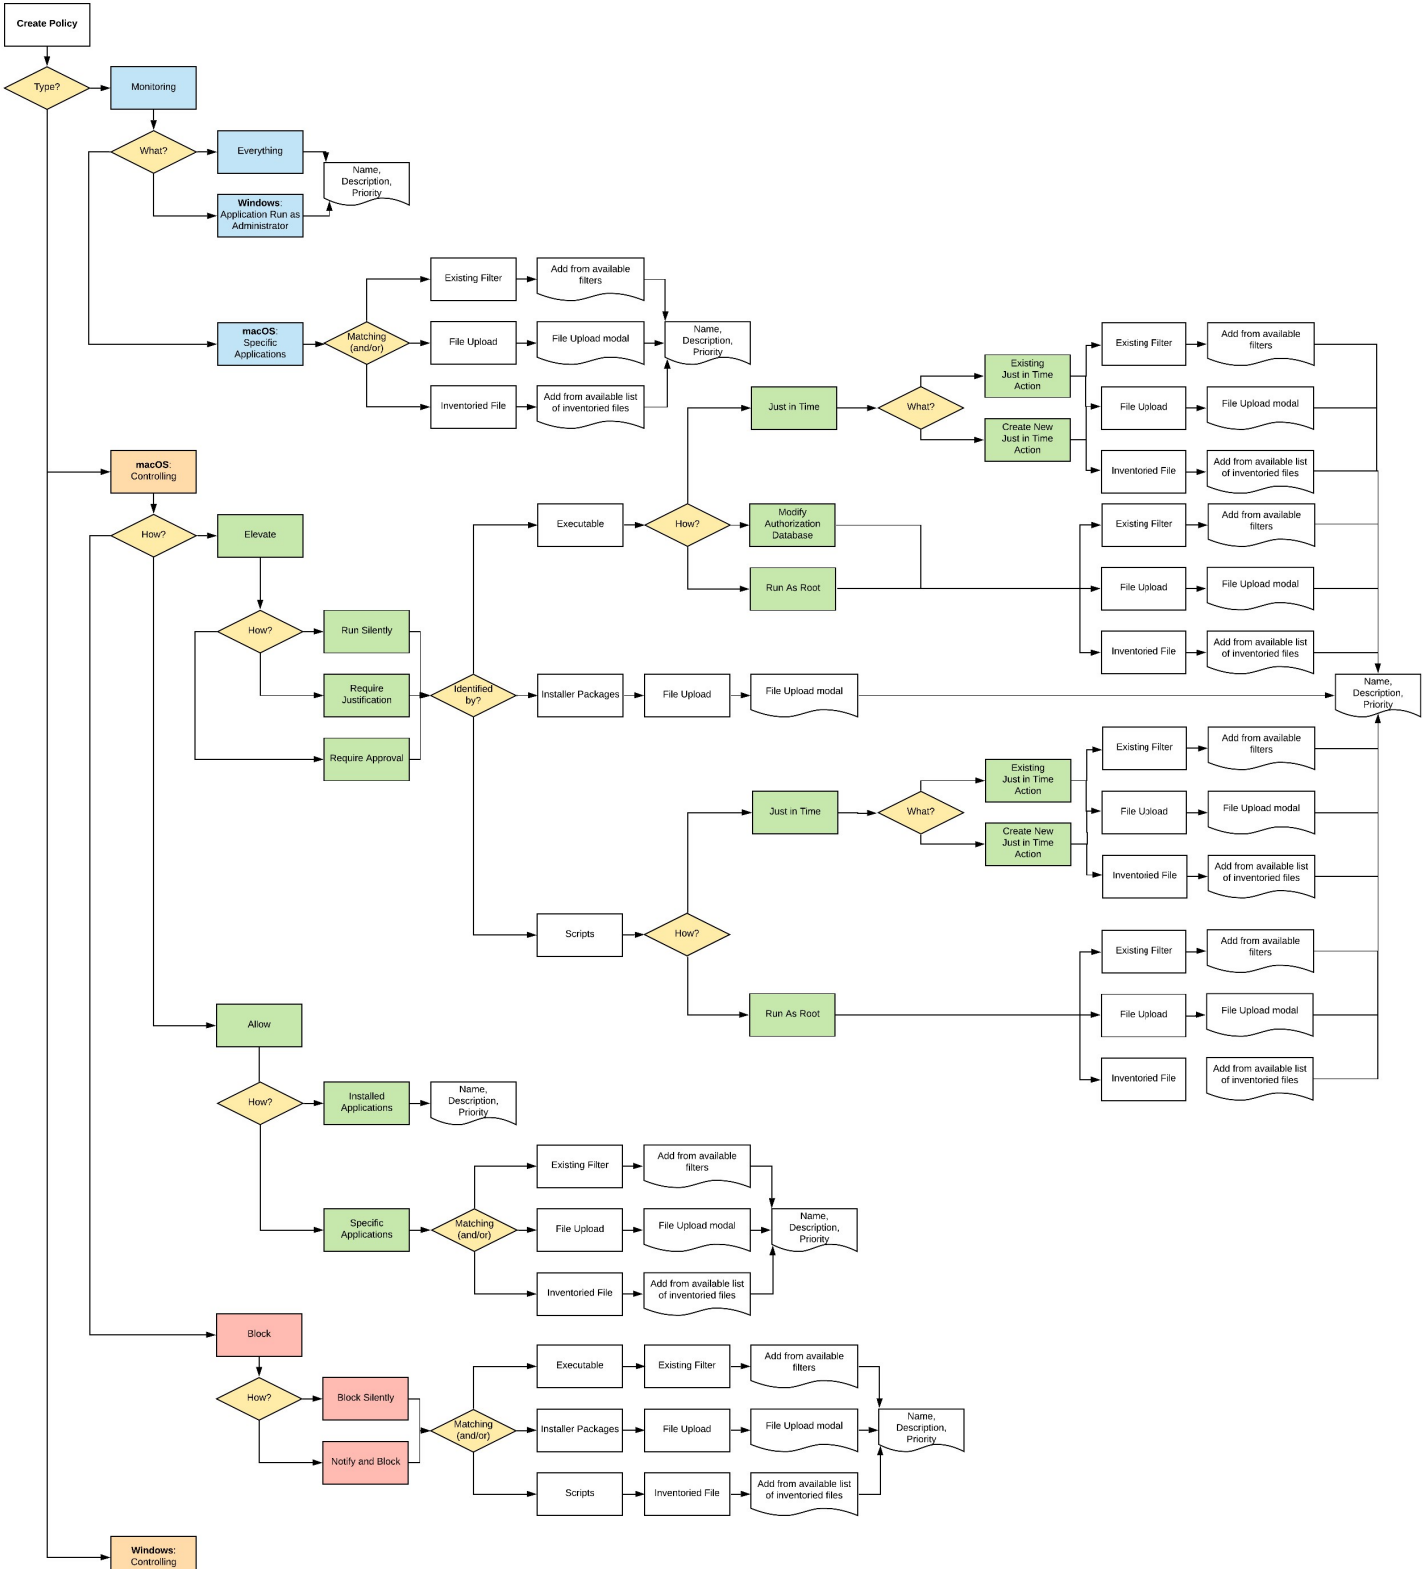 Create Policy
Type?
Monitoring
What?
Everything
Name,
Description,
Priority
Windows:
Application Run as
Administrator
Existing Filter
Add from available
filters
macOS:
Specific
Applications
Matching
(and/or)
File Upload
File Upload modal
Name,
Description,
Priority
Inventoried File
Add from available list
of inventoried files
Just in Time
What?
Existing
Just in Time
Action
Create New
Just in Time
Action
Existing Filter
Add from available
filters
File Upload
File Upload modal
Inventoried File
Add from available list
of inventoried files
macOS:
Controlling
How?
Elevate
Executable
How?
Modify
Authorization
Database
Run As Root
Existing Filter
Add from available
filters
File Upload
File Upload modal
Inventoried File
Add from available list
of inventoried files
How?
Run Silently
Require
Justification
Require Approval
Identified
by?
Installer Packages
File Upload
File Upload modal
Name,
Description,
Priority
Just in Time
What?
Existing
Just in Time
Action
Create New
Just in Time
Action
Existing Filter
Add from available
filters
File Upload
File Upload modal
Inventoried File
Add from available list
of inventoried files
Scripts
How?
Run As Root
Existing Filter
Add from available
filters
File Upload
File Upload modal
Inventoried File
Add from available list
of inventoried files
Allow
How?
Installed
Applications
Name,
Description,
Priority
Specific
Applications
Matching
(and/or)
Existing Filter
Add from available
filters
File Upload
File Upload modal
Name,
Description,
Priority
Inventoried File
Add from available list
of inventoried files
Block
How?
Block Silently
Notify and Block
Matching
(and/or)
Executable
Existing Filter
Add from available
filters
Installer Packages
File Upload
File Upload modal
Name,
Description,
Priority
Scripts
Inventoried File
Add from available list
of inventoried files
Windows:
Controlling